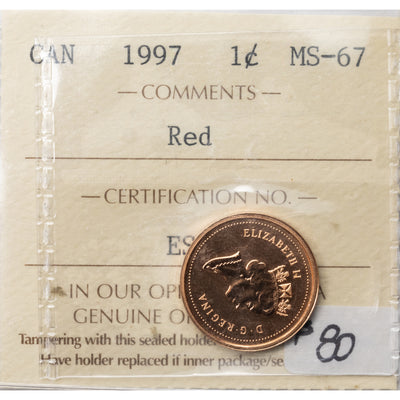 CAN 1997 1¢ MS-67
— COMMENTS —
Red
— CERTIFICATION NO. —
ES
IN OUR OPI A
GENUINE O
Tampering with this sealed holde
Have holder replaced if inner package/se
80
ELIZABETH II
D·G·REGINA